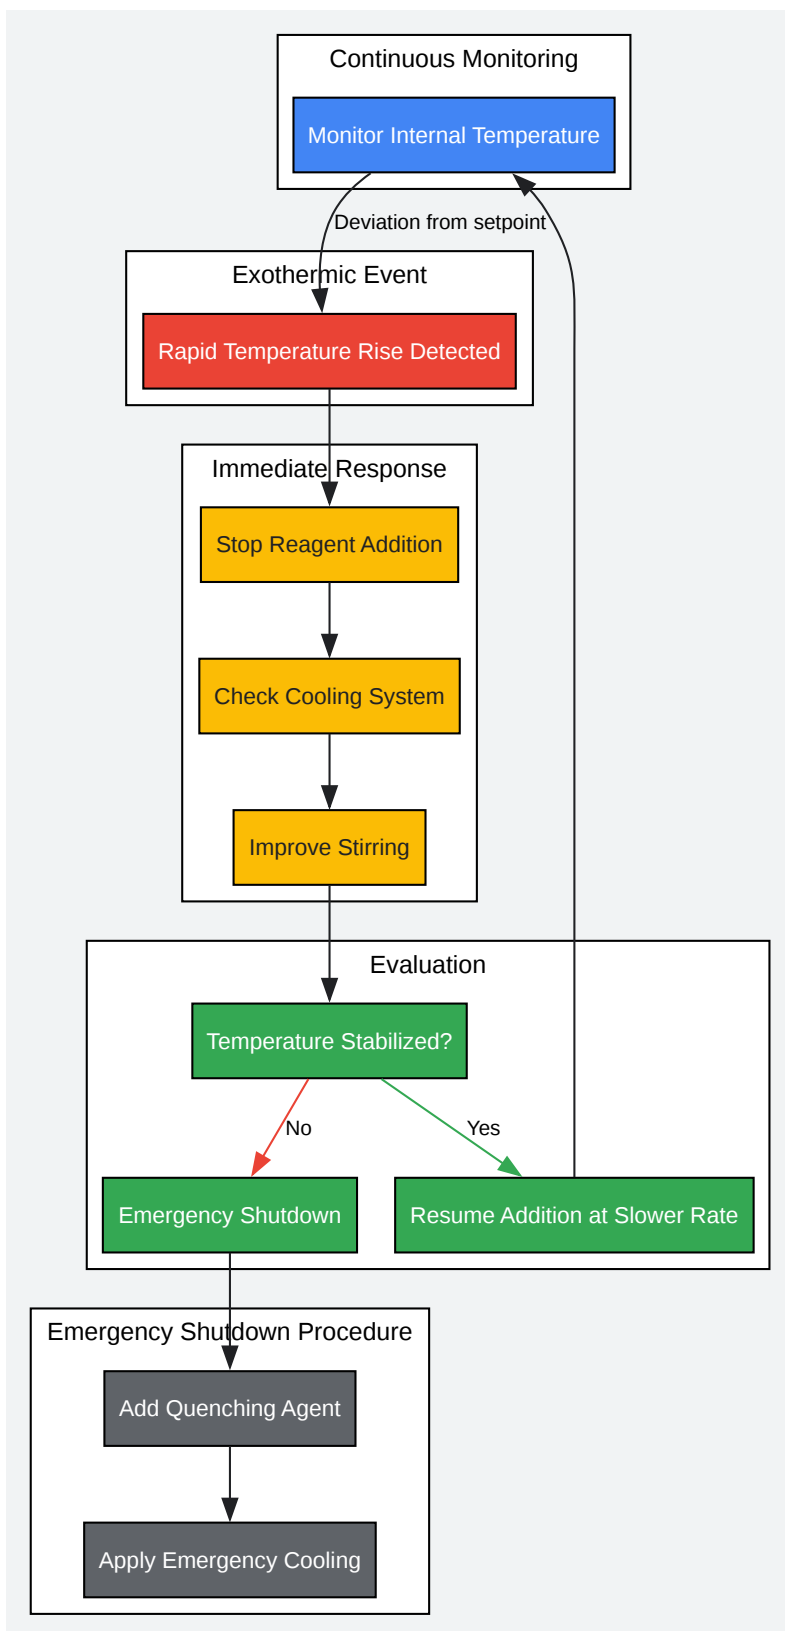 Continuous Monitoring
Monitor Internal Temperature
Deviation from setpoint
Exothermic Event
Rapid Temperature Rise Detected
Immediate Response
Stop Reagent Addition
Check Cooling System
Improve Stirring
Evaluation
Temperature Stabilized?
No
Yes
Emergency Shutdown
Resume Addition at Slower Rate
Emergency Shutdown Procedure
Add Quenching Agent
Apply Emergency Cooling